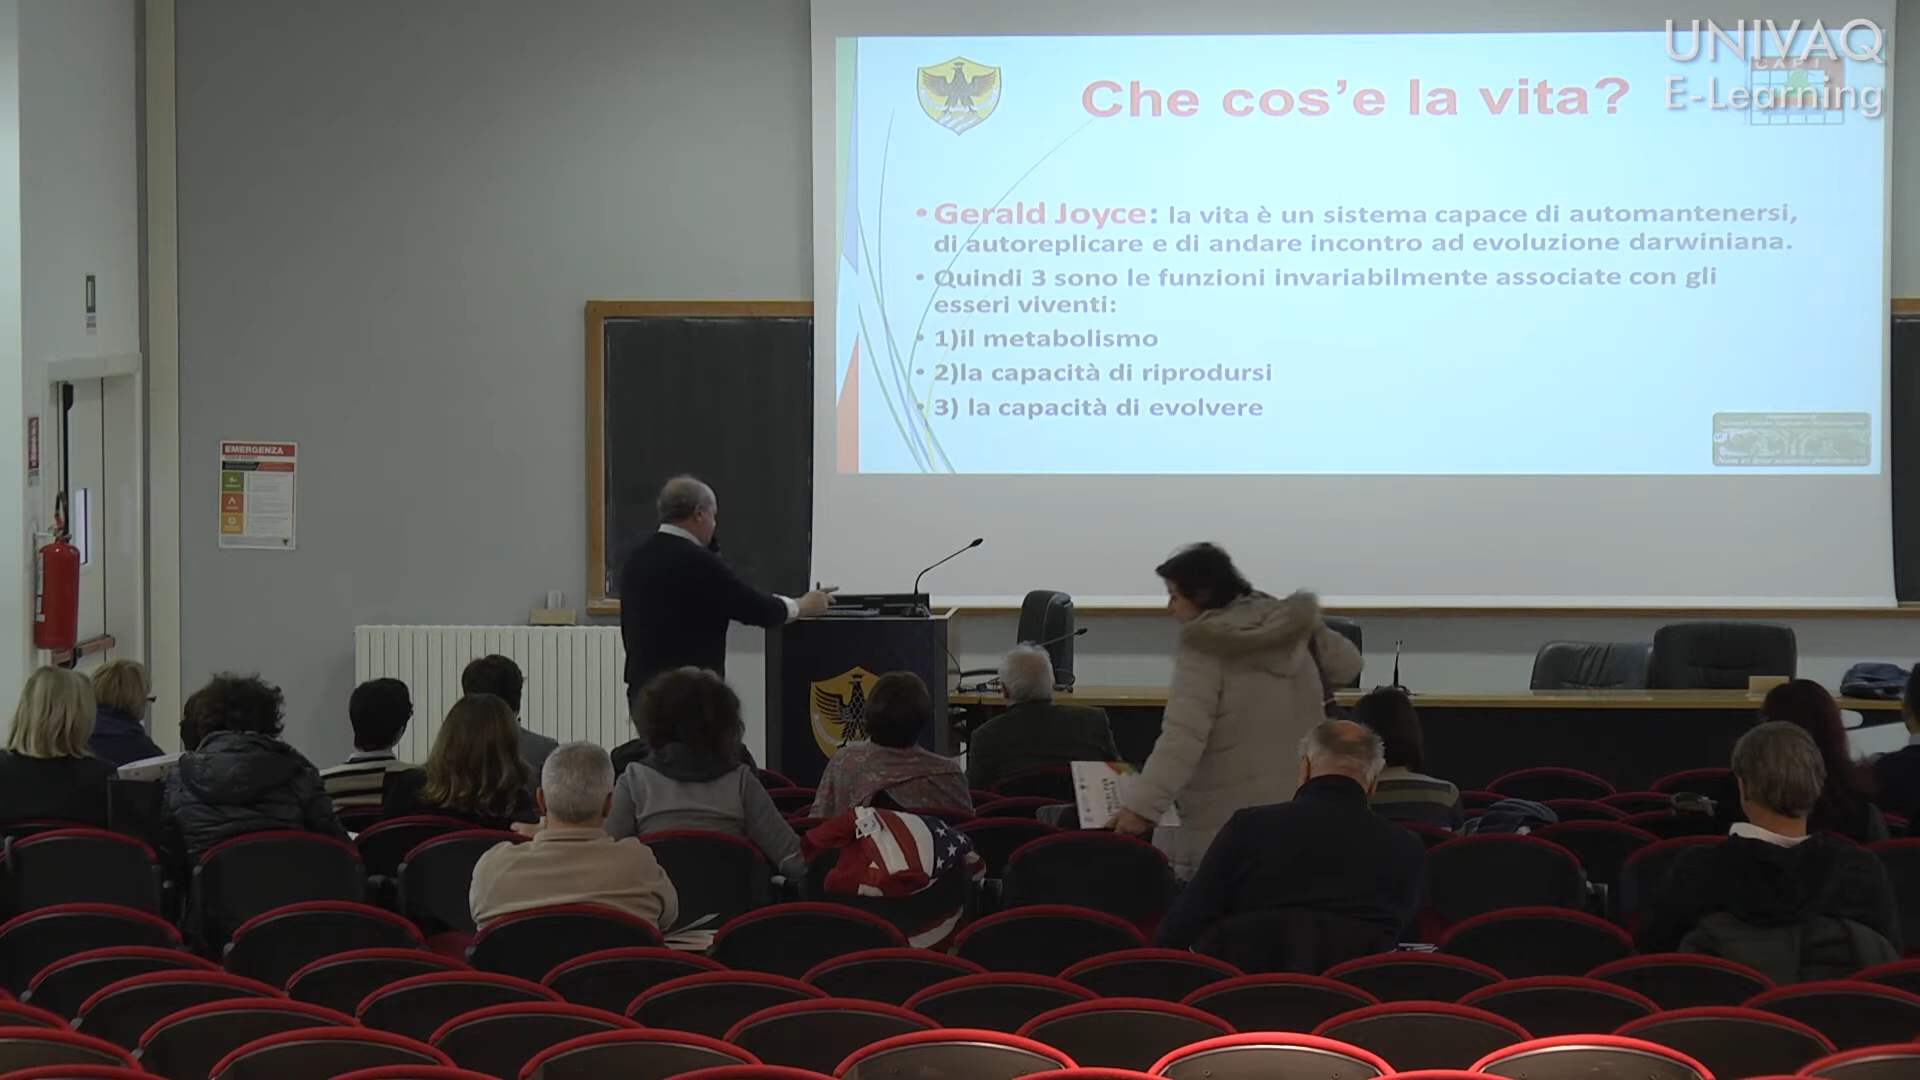 UNIVAQ
E-Learning
CAPI
Che cos’e la vita?
• Gerald Joyce: la vita è un sistema capace di automantenersi,
di autoreplicare e di andare incontro ad evoluzione darwiniana.
• Quindi 3 sono le funzioni invariabilmente associate con gli
esseri viventi:
• 1)il metabolismo
• 2)la capacità di riprodursi
• 3) la capacità di evolvere
EMERGENZA